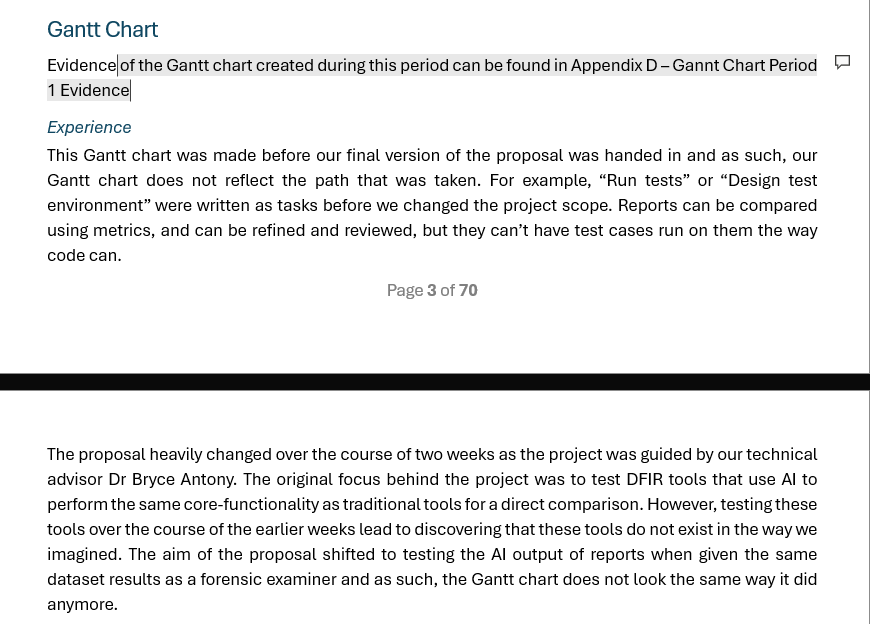 Gantt Chart
Evidence of the Gantt chart created during this period can be found in Appendix D – Gannt Chart Period
1 Evidence
Experience
This Gantt chart was made before our final version of the proposal was handed in and as such, our
Gantt chart does not reflect the path that was taken. For example, “Run tests” or “Design test
environment” were written as tasks before we changed the project scope. Reports can be compared
using metrics, and can be refined and reviewed, but they can’t have test cases run on them the way
code can.
Page 3 of 70
The proposal heavily changed over the course of two weeks as the project was guided by our technical
advisor Dr Bryce Antony. The original focus behind the project was to test DFIR tools that use AI to
perform the same core-functionality as traditional tools for a direct comparison. However, testing these
tools over the course of the earlier weeks lead to discovering that these tools do not exist in the way we
imagined. The aim of the proposal shifted to testing the AI output of reports when given the same
dataset results as a forensic examiner and as such, the Gantt chart does not look the same way it did
anymore.